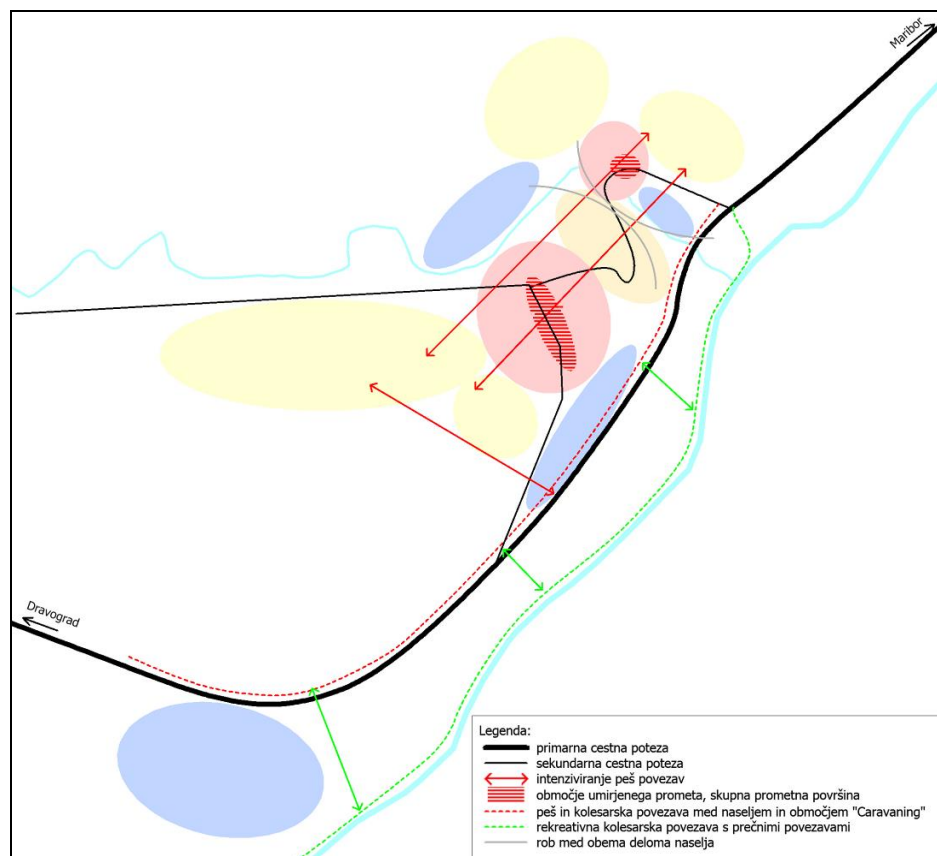 Maribor
Dravograd
Legenda:
primarna cestna poteza
sekundarna cestna poteza
intenziviranje peš povezav
območje umirjenega prometa, skupna prometna površina
peš in kolesarska povezava med naseljem in območjem "Caravaning"
rekreativna kolesarska povezava s prečnimi povezavami
rob med obema deloma naselja